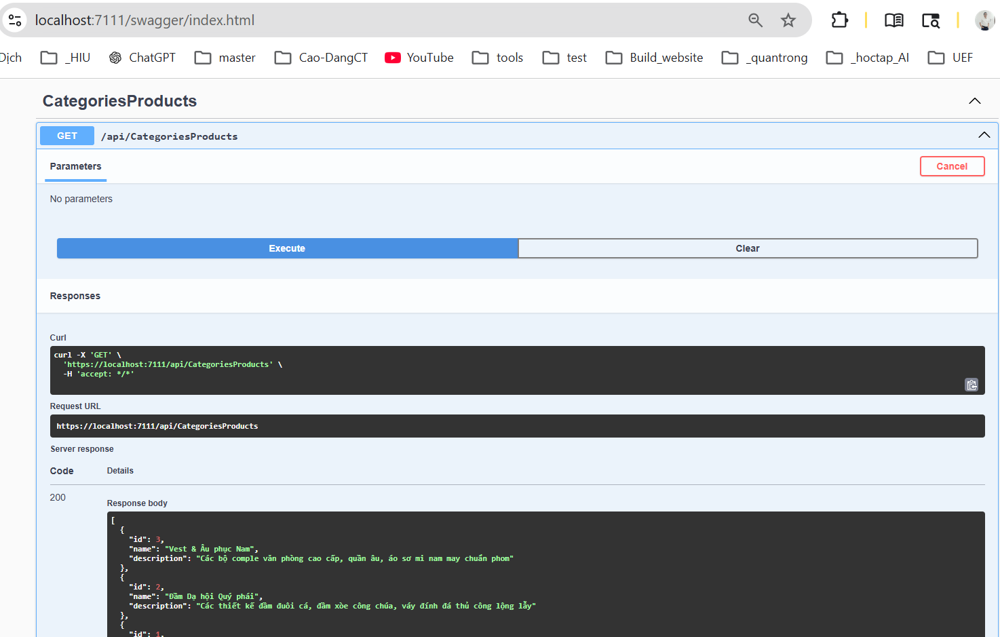 localhost:7111/swagger/index.html
Dịch _HIU ChatGPT master Cao-DangCT YouTube tools test Build_website _quantrong _hoctap_AI UEF
CategoriesProducts
GET /api/CategoriesProducts
Parameters Cancel
No parameters
Execute Clear
Responses
Curl
curl -X 'GET' \
'https://localhost:7111/api/CategoriesProducts' \
-H 'accept: */*'
Request URL
https://localhost:7111/api/CategoriesProducts
Server response
Code Details
200
Response body
[
{
"id": 3,
"name": "Vest & Âu phục Nam",
"description": "Các bộ comple văn phòng cao cấp, quần âu, áo sơ mi nam may chuẩn phom"
},
{
"id": 2,
"name": "Đầm Dạ hội Quý phái",
"description": "Các thiết kế đầm đuôi cá, đầm xòe công chúa, váy đính đá thủ công lộng lẫy"
},
{
"id": 1,